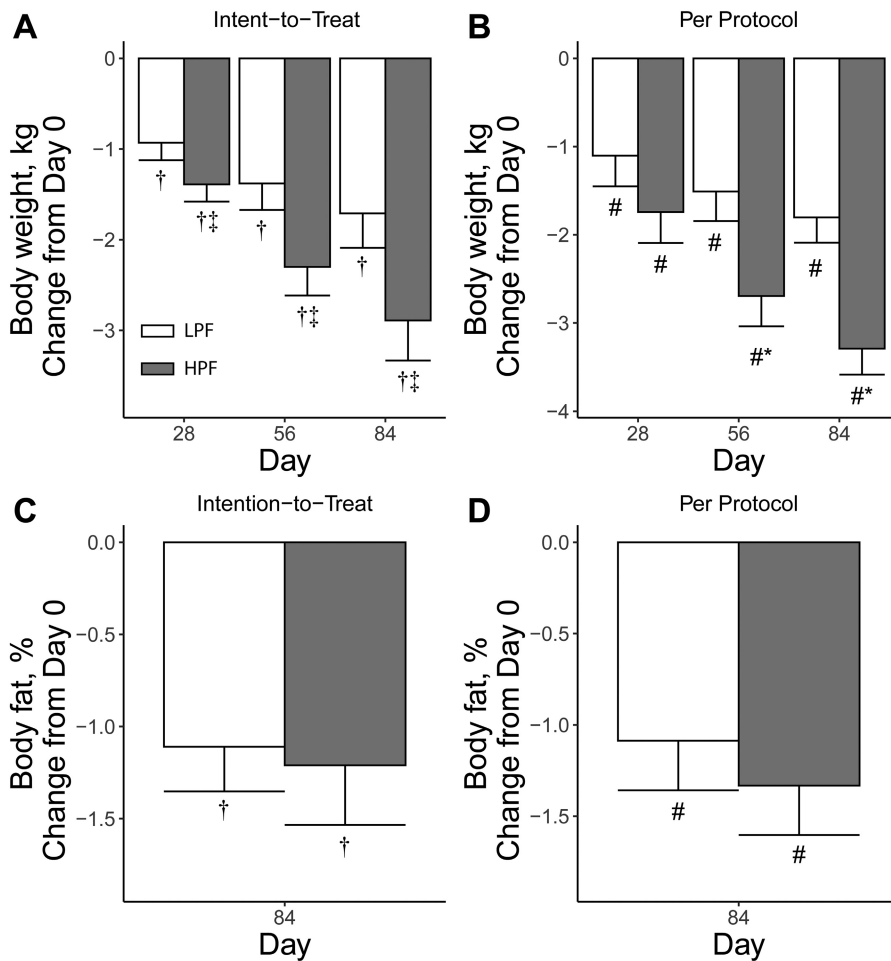 A
Intent−to−Treat
Body weight, kg
Change from Day 0
0
−1
−2
−3
†
†‡
†
†‡
†
†‡
LPF
HPF
28
56
84
Day
B
Per Protocol
Body weight, kg
Change from Day 0
0
−1
−2
−3
−4
#
#
#
#*
#
#*
28
56
84
Day
C
Intention−to−Treat
Body fat, %
Change from Day 0
0.0
−0.5
−1.0
−1.5
†
†
84
Day
D
Per Protocol
Body fat, %
Change from Day 0
0.0
−0.5
−1.0
−1.5
#
#
84
Day